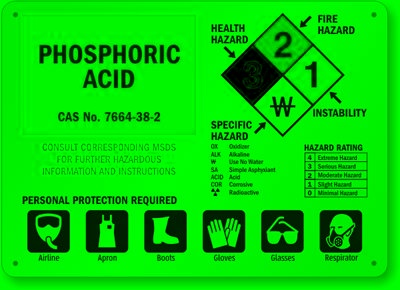 PHOSPHORIC
ACID
CAS No. 7664-38-2
CONSULT CORRESPONDING MSDS
FOR FURTHER HAZARDOUS
INFORMATION AND INSTRUCTIONS
HEALTH
HAZARD
FIRE
HAZARD
2
3
1
W
INSTABILITY
SPECIFIC
HAZARD
OX Oxidizer
ALK Alkaline
W Use No Water
SA Simple Asphyxiant
ACID Acid
COR Corrosive
Radioactive
HAZARD RATING
4 Extreme Hazard
3 Serious Hazard
2 Moderate Hazard
1 Slight Hazard
0 Minimal Hazard
PERSONAL PROTECTION REQUIRED
Airline Apron Boots Gloves Glasses Respirator